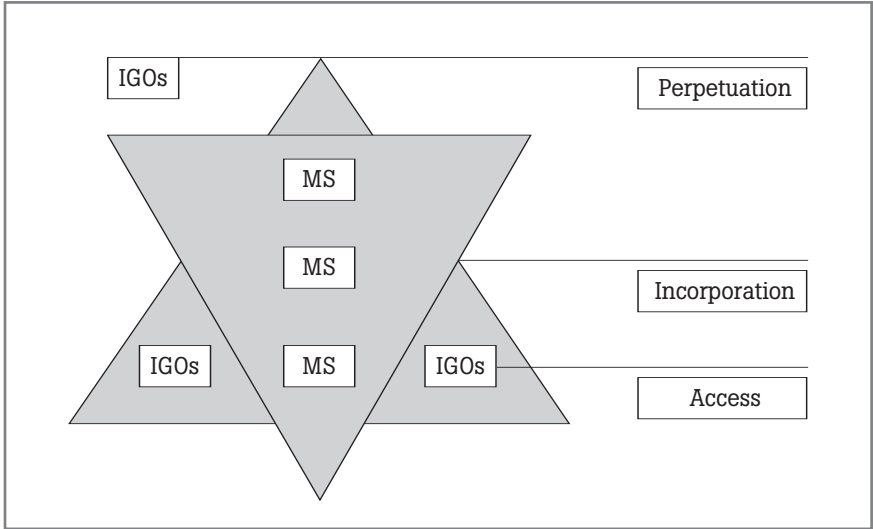 IGOs
Perpetuation
MS
MS
Incorporation
IGOs
MS
IGOs
Access